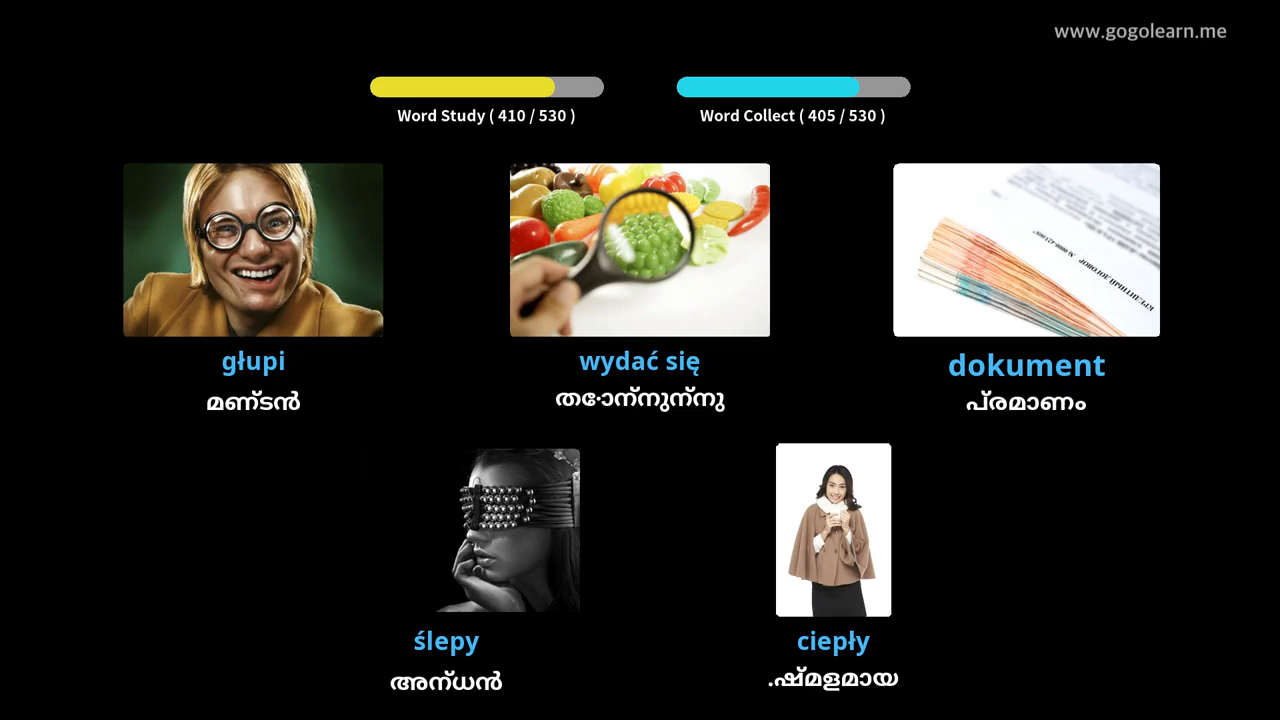 www.gogolearn.me
Word Study ( 410 / 530 )
Word Collect ( 405 / 530 )
głupi
wydać się
dokument
മണ്ടൻ
തോന്നുന്നു
പ്രമാണം
ślepy
ciepły
അന്ധൻ
.ഷ്മളമായ